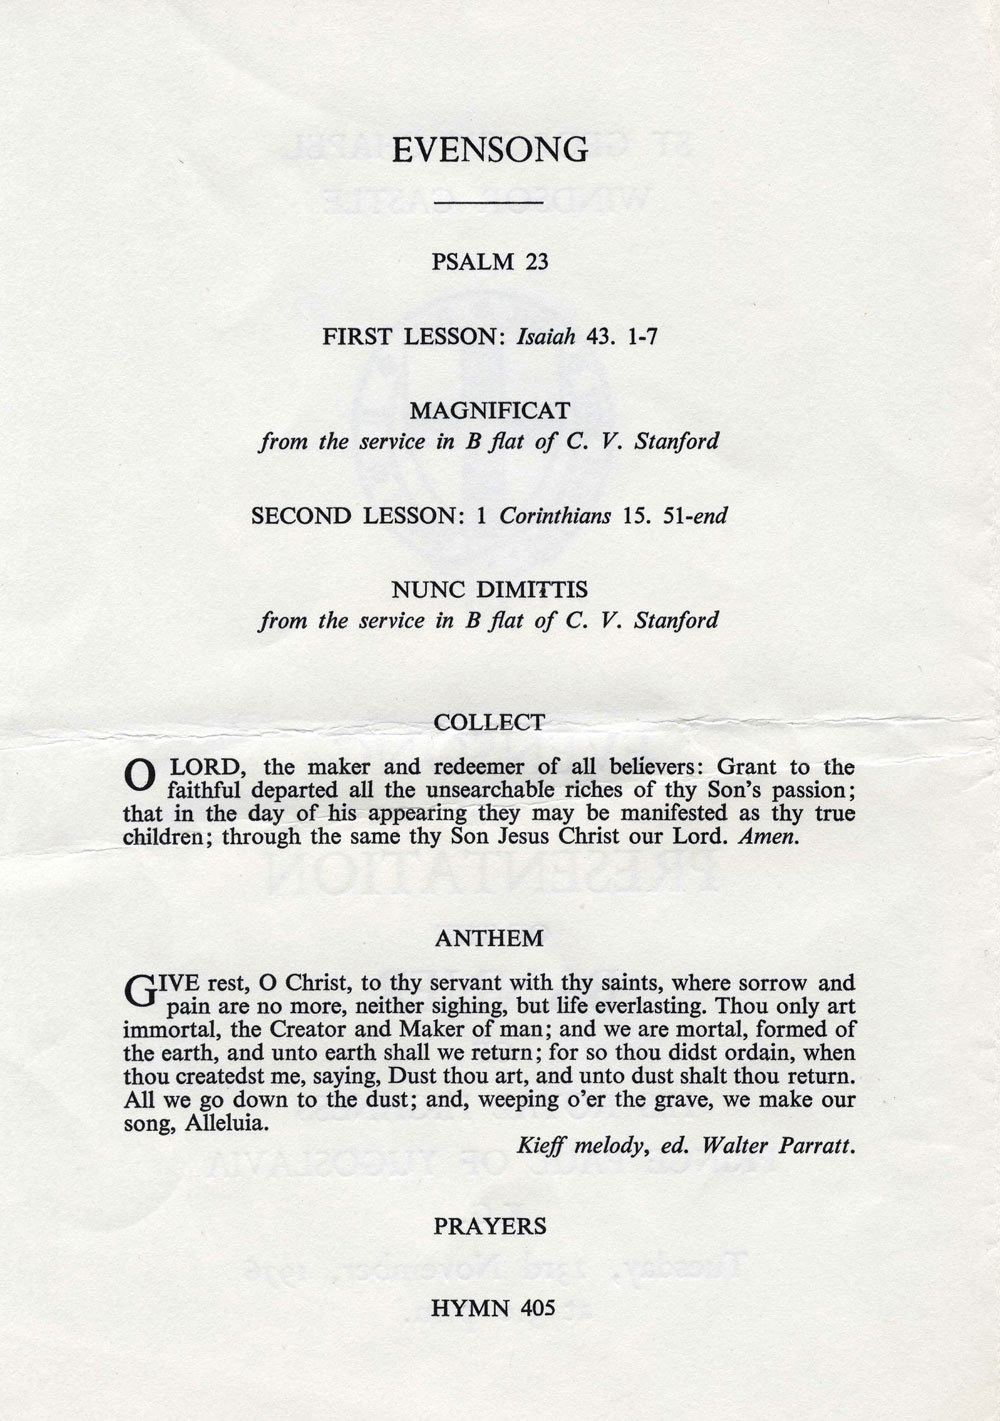 EVENSONG
PSALM 23
FIRST LESSON: Isaiah 43. 1-7
MAGNIFICAT
from the service in B flat of C. V. Stanford
SECOND LESSON: 1 Corinthians 15. 51-end
NUNC DIMITTIS
from the service in B flat of C. V. Stanford
COLLECT
O LORD, the maker and redeemer of all believers: Grant to the
faithful departed all the unsearchable riches of thy Son's passion;
that in the day of his appearing they may be manifested as thy true
children; through the same thy Son Jesus Christ our Lord. Amen.
ANTHEM
GIVE rest, O Christ, to thy servant with thy saints, where sorrow and
pain are no more, neither sighing, but life everlasting. Thou only art
immortal, the Creator and Maker of man; and we are mortal, formed of
the earth, and unto earth shall we return; for so thou didst ordain, when
thou createdst me, saying, Dust thou art, and unto dust shalt thou return.
All we go down to the dust; and, weeping o'er the grave, we make our
song, Alleluia.
Kieff melody, ed. Walter Parratt.
PRAYERS
HYMN 405